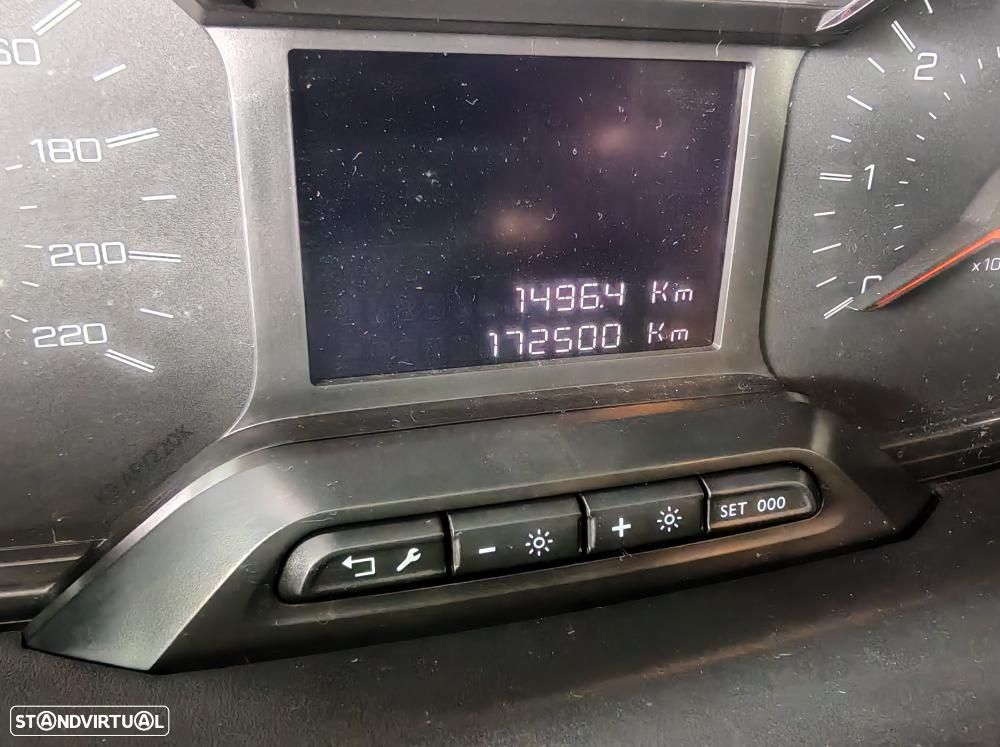 60
180
200
220
2
1
0
x10
1496.4 Km
172500 Km
-
+
SET 000
STANDVIRTUAL